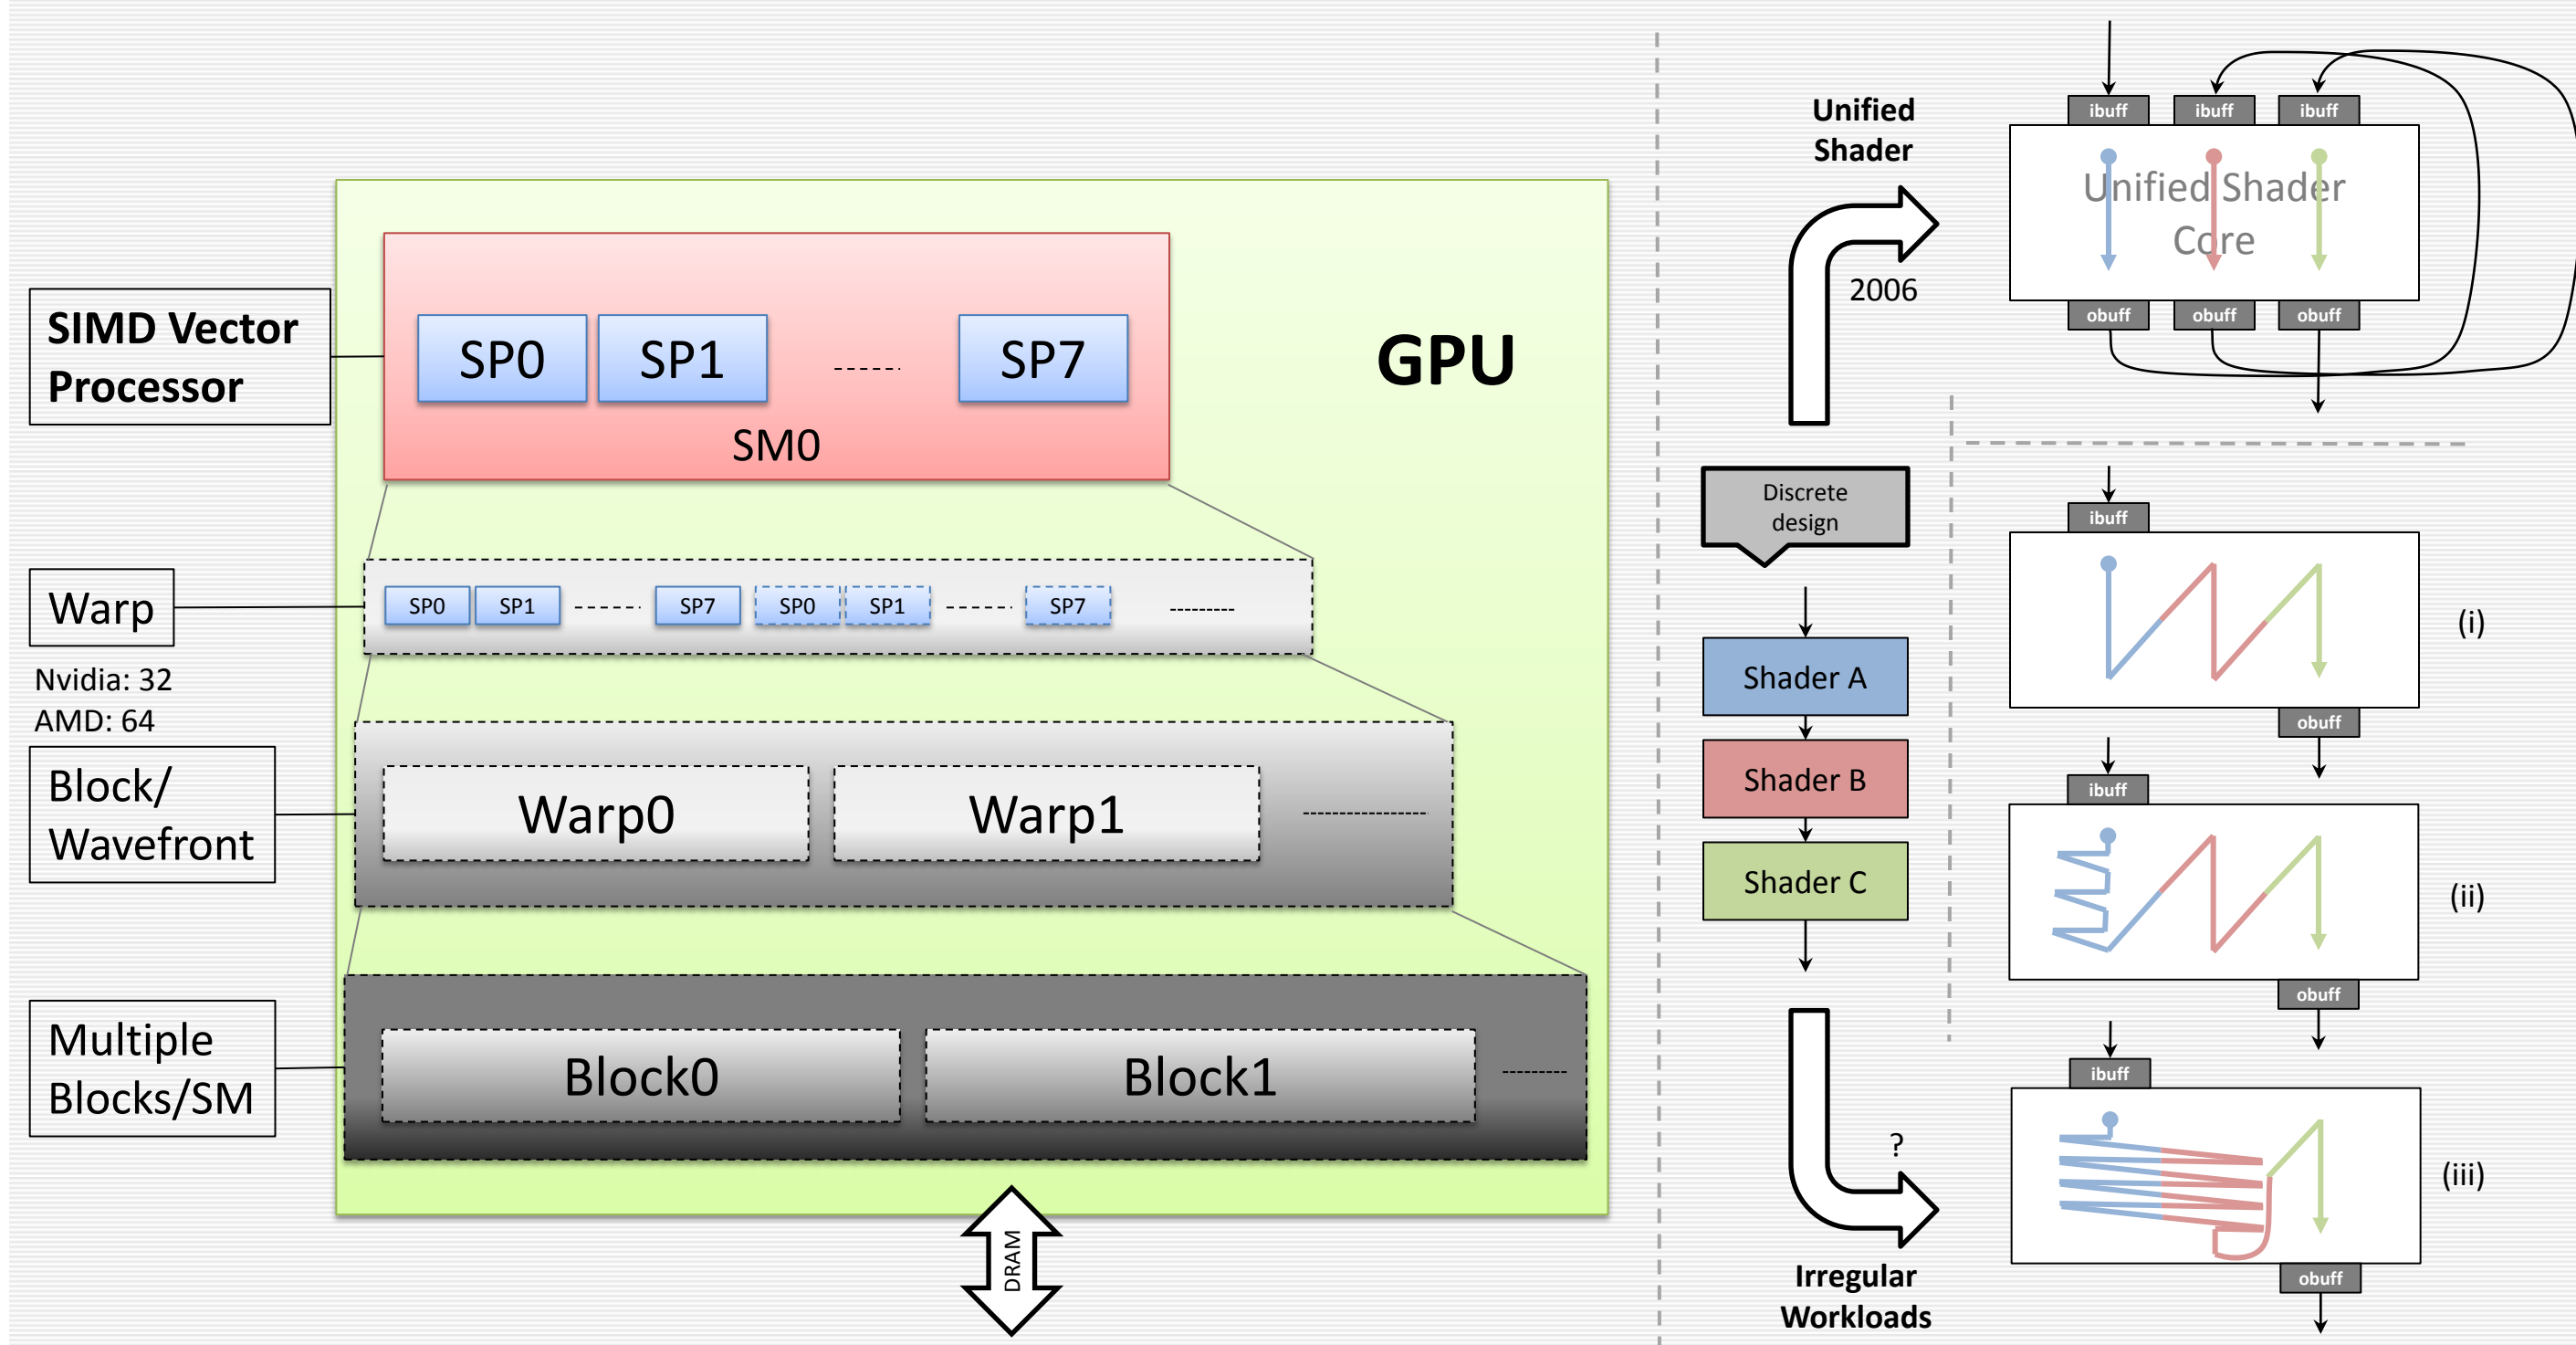 SIMD Vector
Processor
GPU
SP0
SP1
SP7
SM0
Warp
SP0
SP1
SP7
SP0
SP1
SP7
Nvidia: 32
AMD: 64
Block/
Wavefront
Warp0
Warp1
Multiple
Blocks/SM
Block0
Block1
DRAM
Unified
Shader
2006
Discrete
design
Shader A
Shader B
Shader C
?
Irregular
Workloads
ibuff
ibuff
ibuff
Unified Shader
Core
obuff
obuff
obuff
ibuff
(i)
obuff
ibuff
(ii)
obuff
ibuff
(iii)
obuff